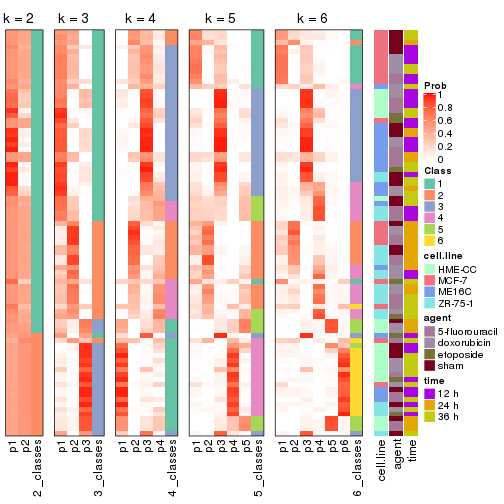 k = 2 k = 3 k = 4 k = 5 k = 6
Prob
1
0.8
0.6
0.4
0.2
0
Class
1
2
3
4
5
6
cell.line
HME-CC
MCF-7
ME16C
ZR-75-1
agent
5-fluorouracil
doxorubicin
etoposide
sham
time
12 h
24 h
36 h
p1 p2 2_classes
p1 p2 p3 3_classes
p1 p2 p3 p4 4_classes
p1 p2 p3 p4 p5 5_classes
p1 p2 p3 p4 p5 p6 6_classes
cell.line agent time